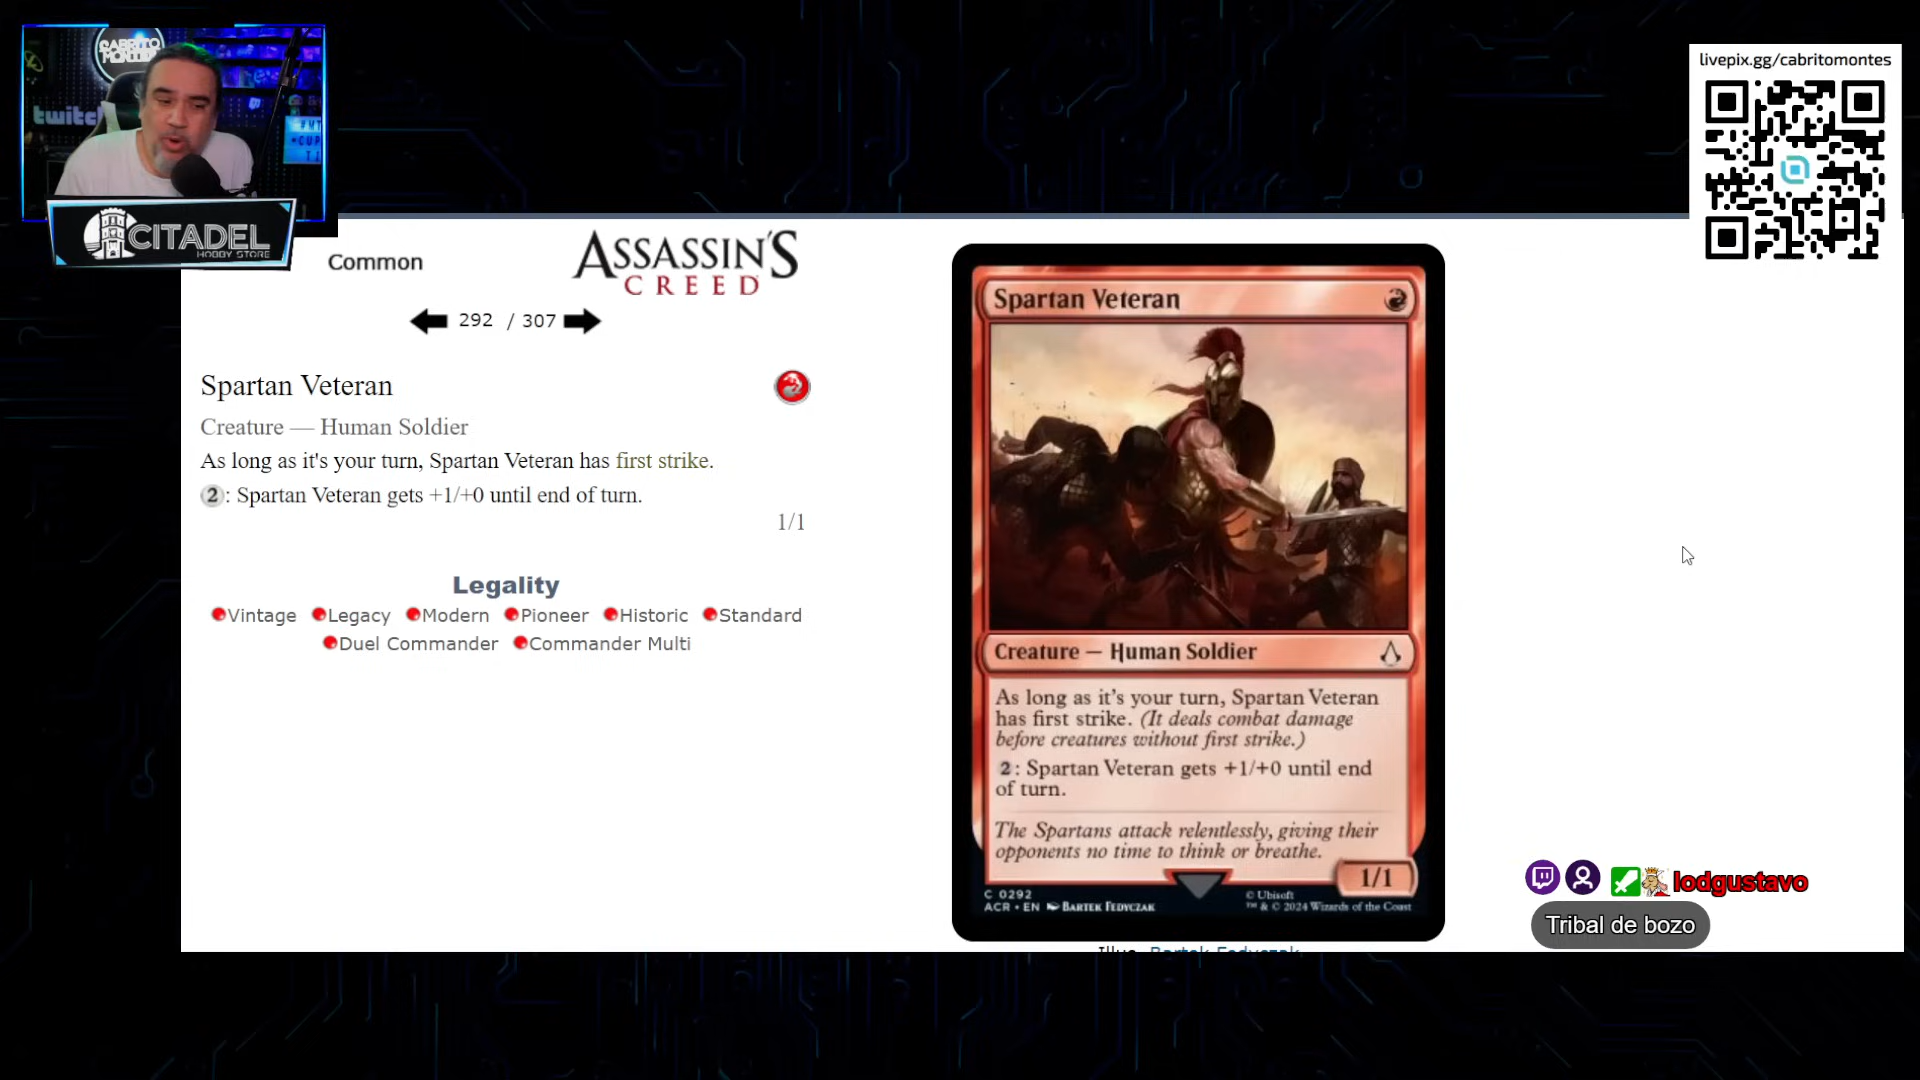 CABRITO
MONTES
twitch
CITADEL
HOBBY STORE
livepix.gg/cabritomontes
Common
ASSASSIN'S
CREED
292 / 307
Spartan Veteran
Creature — Human Soldier
As long as it's your turn, Spartan Veteran has first strike.
2: Spartan Veteran gets +1/+0 until end of turn.
1/1
Legality
Vintage Legacy Modern Pioneer Historic Standard
Duel Commander Commander Multi
Spartan Veteran
Creature — Human Soldier
As long as it's your turn, Spartan Veteran
has first strike. (It deals combat damage
before creatures without first strike.)
2: Spartan Veteran gets +1/+0 until end
of turn.
The Spartans attack relentlessly, giving their
opponents no time to think or breathe.
1/1
C 0292
ACR • EN BARTEK FEDYCZAK
© Ubisoft
™ & © 2024 Wizards of the Coast
lodgustavo
Tribal de bozo